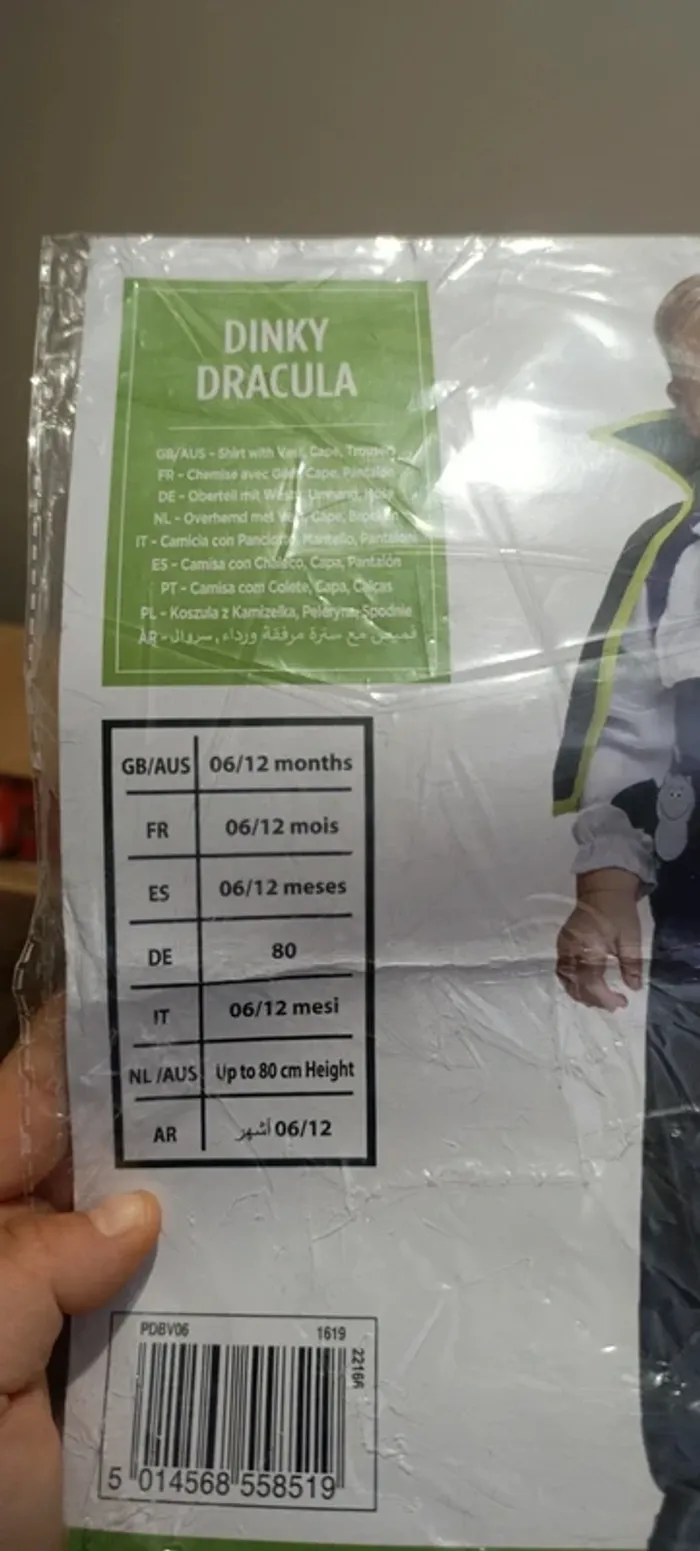 DINKY
DRACULA
GB/AUS - Shirt with Vest, Cape, Trousers
FR - Chemise avec Gilet, Cape, Pantalon
DE - Oberteil mit Weste, Umhang, Hose
NL - Overhemd met Vest, Cape, Broek
IT - Camicia con Panciotto, Mantello, Pantaloni
ES - Camisa con Chaleco, Capa, Pantalón
PT - Camisa com Colete, Capa, Calças
PL - Koszula z Kamizelka, Peleryna, Spodnie
AR - قميص مع سترة مرفقة ورداء, سروال
GB/AUS 06/12 months
FR 06/12 mois
ES 06/12 meses
DE 80
IT 06/12 mesi
NL /AUS Up to 80 cm Height
AR 06/12 أشهر
PDBV06 1619
22166
5 014568 558519